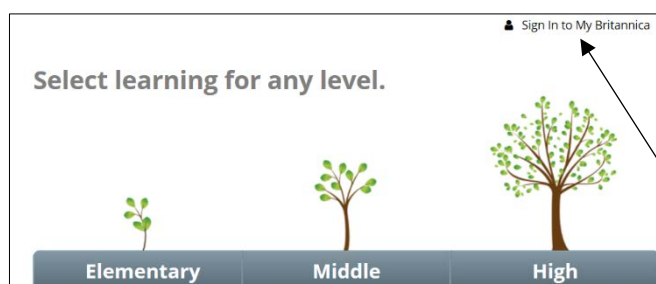 Sign In to My Britannica
Select learning for any level.
Elementary Middle High